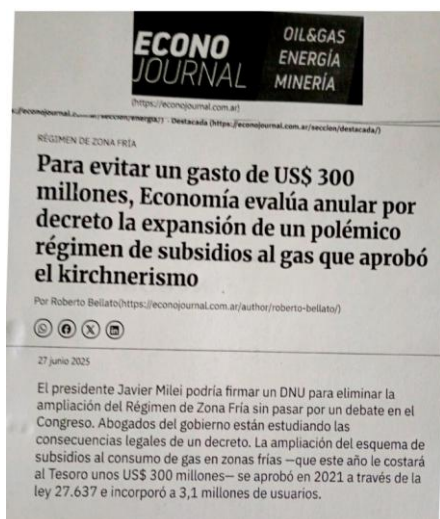 ECONO
JOURNAL
OIL&GAS
ENERGÍA
MINERÍA
(https://econojournal.com.ar)
- Destacada (https://econojournal.com.ar/seccion/destacada/)
RÉGIMEN DE ZONA FRÍA
Para evitar un gasto de US$ 300
millones, Economía evalúa anular por
decreto la expansión de un polémico
régimen de subsidios al gas que aprobó
el kirchnerismo
Por Roberto Bellato(https://econojournal.com.ar/author/roberto-bellato/)
27 junio 2025
El presidente Javier Milei podría firmar un DNU para eliminar la
ampliación del Régimen de Zona Fría sin pasar por un debate en el
Congreso. Abogados del gobierno están estudiando las
consecuencias legales de un decreto. La ampliación del esquema de
subsidios al consumo de gas en zonas frías —que este año le costará
al Tesoro unos US$ 300 millones— se aprobó en 2021 a través de la
ley 27.637 e incorporó a 3,1 millones de usuarios.